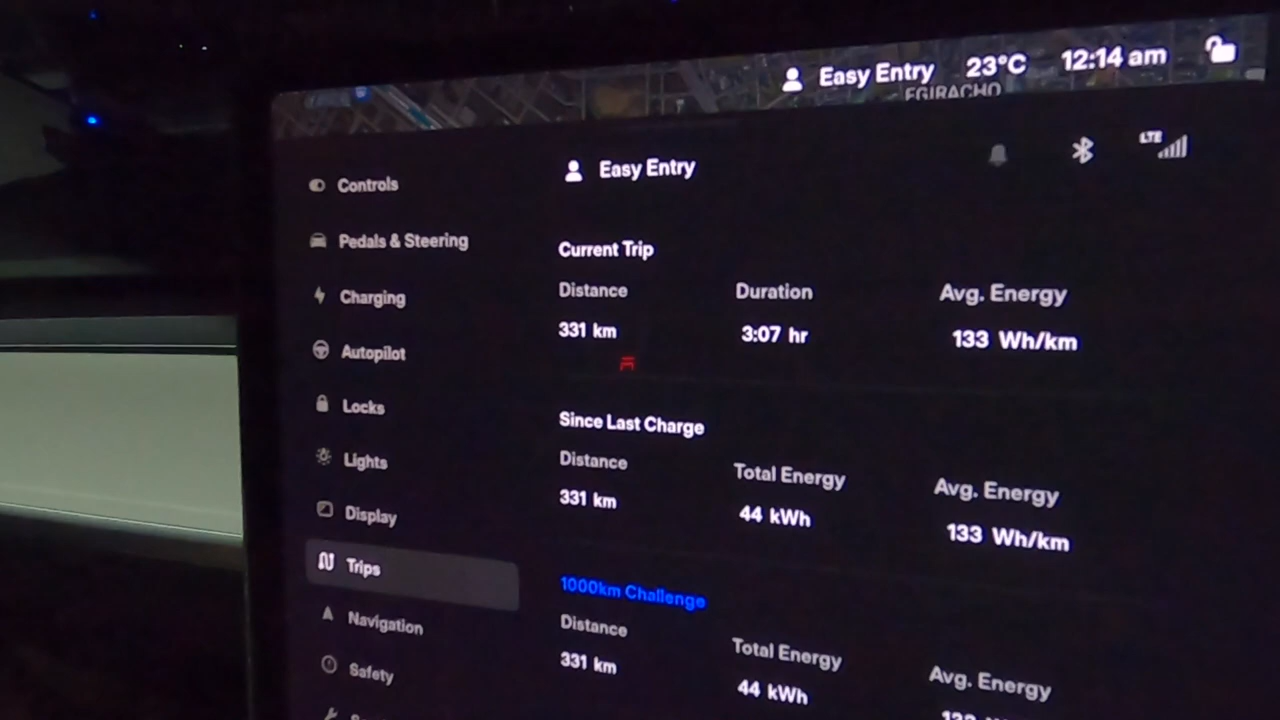 Easy Entry 23°C 12:14 am
EGIRACHO
LTE
Easy Entry
Controls
Pedals & Steering
Charging
Autopilot
Locks
Lights
Display
Trips
Navigation
Safety
Current Trip
Distance Duration Avg. Energy
331 km 3:07 hr 133 Wh/km
Since Last Charge
Distance Total Energy Avg. Energy
331 km 44 kWh 133 Wh/km
1000km Challenge
Distance Total Energy Avg. Energy
331 km 44 kWh